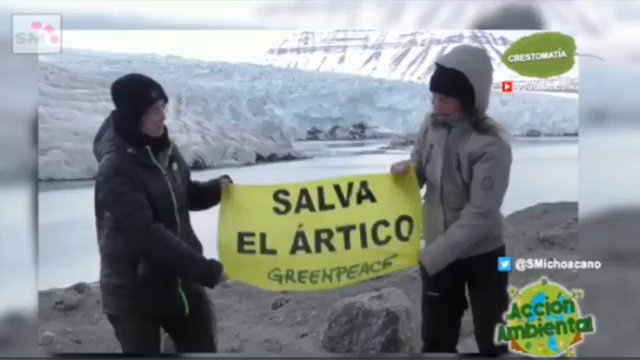 SM
CRESTOMATÍA
SALVA
EL ÁRTICO
GREENPEACE
@SMichoacano
Acción
Ambiental